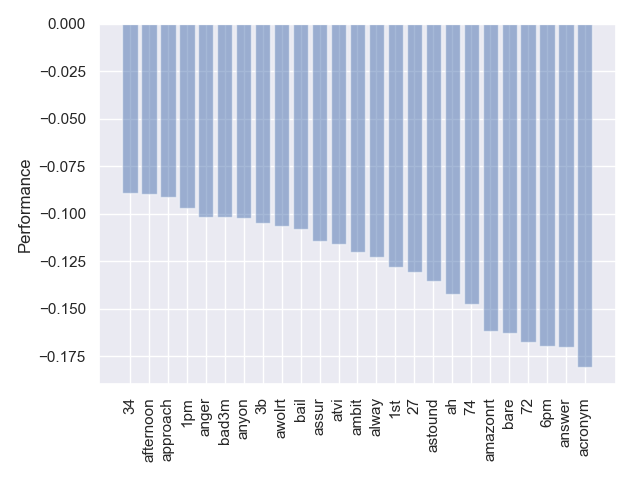 0.000
−0.025
−0.050
−0.075
−0.100
−0.125
−0.150
−0.175
Performance
34
afternoon
approach
1pm
anger
bad3m
anyon
3b
awolrt
bail
assur
atvi
ambit
alway
1st
27
astound
ah
74
amazonrt
bare
72
6pm
answer
acronym